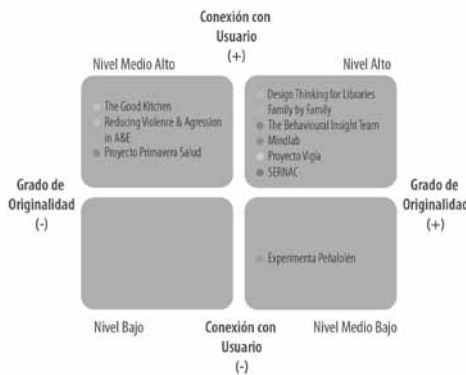 Conexión con
Usuario
(+)
Nivel Medio Alto
Nivel Alto
The Good Kitchen
Reducing Violence & Agression
in A&E
Proyecto Primavera Salud
Design Thinking for Libraries
Family by Family
The Behavioural Insight Team
Mindlab
Proyecto Vigía
SERNAC
Grado de
Originalidad
(-)
Grado de
Originalidad
(+)
Experimenta Peñalolén
Nivel Bajo
Conexión con
Usuario
(-)
Nivel Medio Bajo